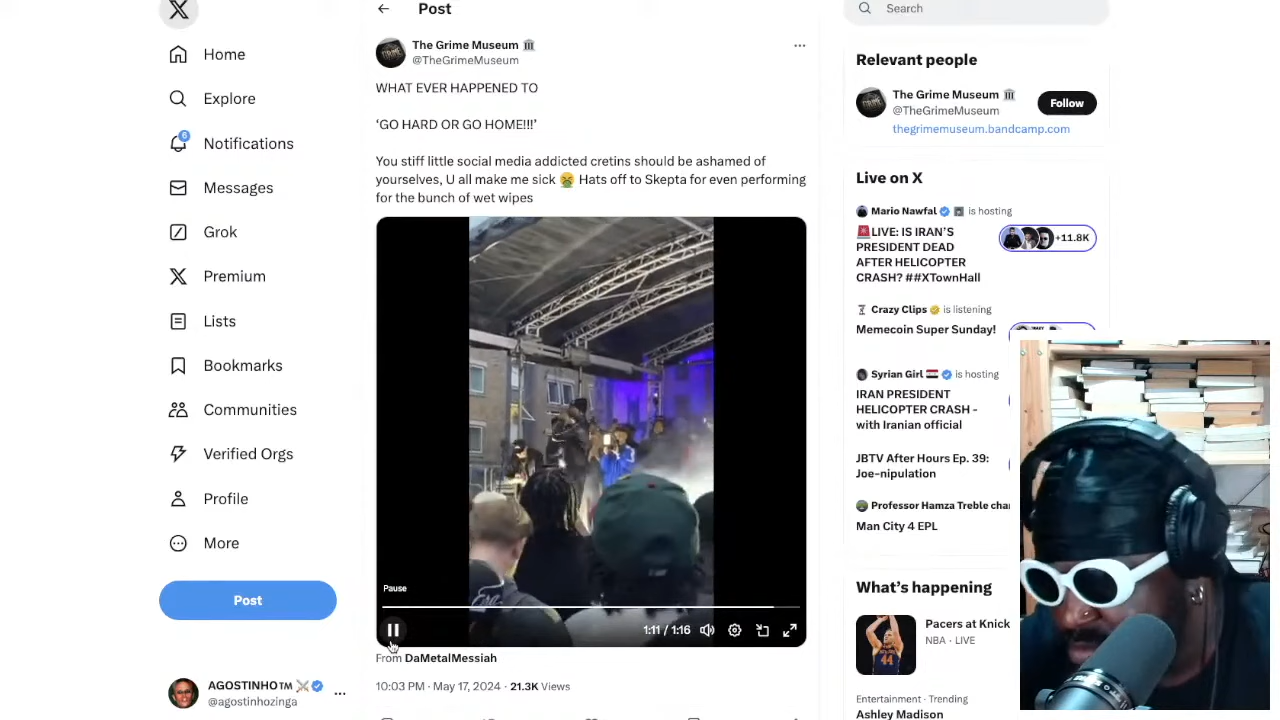 Post
Search
Home
Explore
6
Notifications
Messages
Grok
Premium
Lists
Bookmarks
Communities
Verified Orgs
Profile
More
Post
AGOSTINHO™
@agostinhozinga
The Grime Museum
@TheGrimeMuseum
WHAT EVER HAPPENED TO
‘GO HARD OR GO HOME!!!’
You stiff little social media addicted cretins should be ashamed of
yourselves, U all make me sick 🤮 Hats off to Skepta for even performing
for the bunch of wet wipes
Pause
1:11 / 1:16
From DaMetalMessiah
10:03 PM · May 17, 2024 · 21.3K Views
Relevant people
The Grime Museum
@TheGrimeMuseum
Follow
thegrimemuseum.bandcamp.com
Live on X
Mario Nawfal is hosting
🚨LIVE: IS IRAN'S
PRESIDENT DEAD
AFTER HELICOPTER
CRASH? ##XTownHall
+11.8K
Crazy Clips is listening
Memecoin Super Sunday!
Syrian Girl is hosting
IRAN PRESIDENT
HELICOPTER CRASH -
with Iranian official
JBTV After Hours Ep. 39:
Joe-nipulation
Professor Hamza Treble
Man City 4 EPL
What's happening
Pacers at Knick
NBA · LIVE
Entertainment · Trending
Ashley Madison